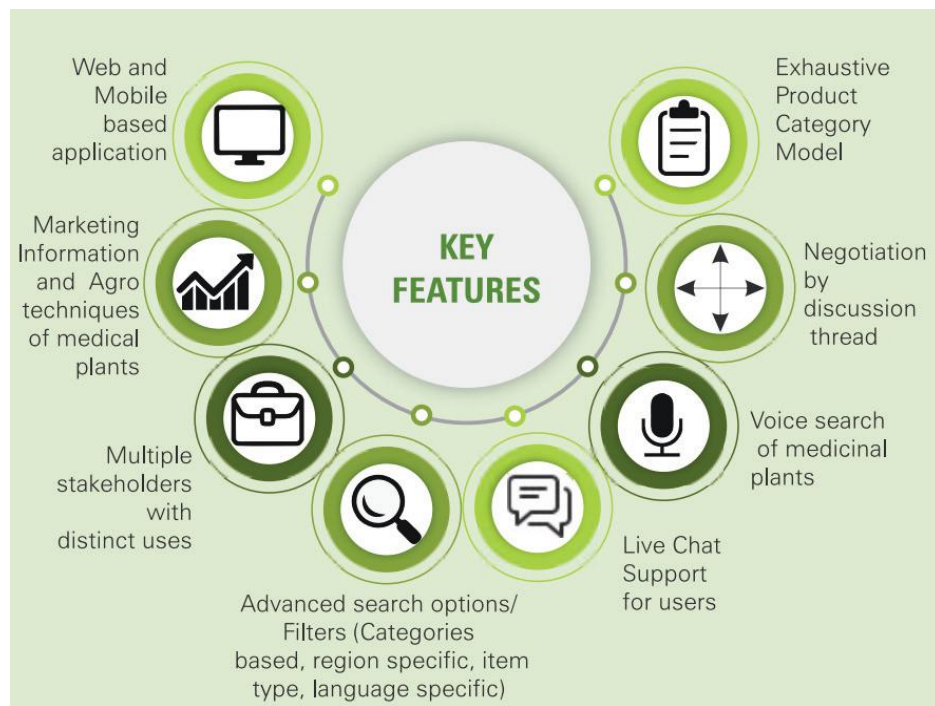 Web and
Mobile
based
application
Marketing
Information
and Agro
techniques
of medical
plants
Multiple
stakeholders
with
distinct uses
Advanced search options/
Filters (Categories
based, region specific, item
type, language specific)
KEY
FEATURES
Live Chat
Support
for users
Voice search
of medicinal
plants
Negotiation
by
discussion
thread
Exhaustive
Product
Category
Model